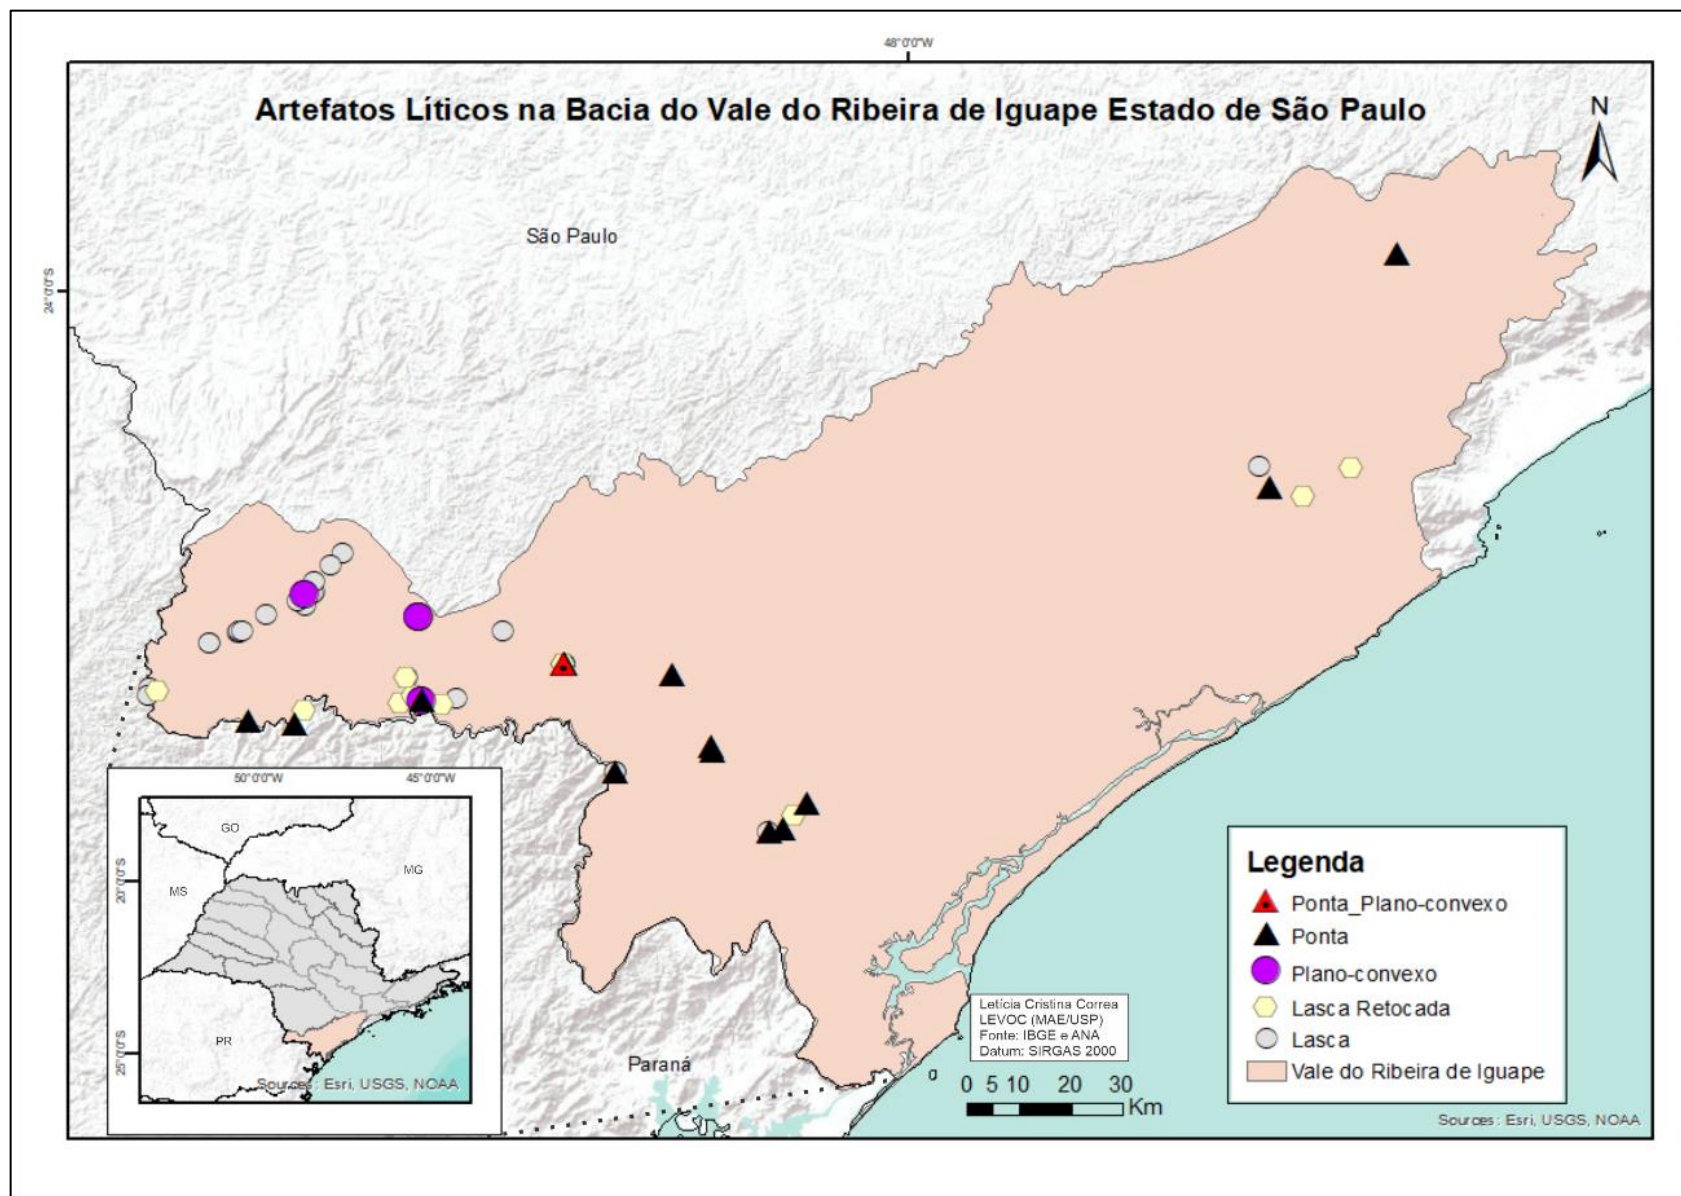 48°0'0"W
Artefatos Líticos na Bacia do Vale do Ribeira de Iguape Estado de São Paulo
N
São Paulo
24°0'0"S
50°0'0"W
45°0'0"W
GO
MG
MS
20°0'0"S
PR
25°0'0"S
Sources: Esri, USGS, NOAA
Paraná
Letícia Cristina Correa
LEVOC (MAE/USP)
Fonte: IBGE e ANA
Datum: SIRGAS 2000
0 5 10 20 30
Km
Legenda
Ponta_Plano-convexo
Ponta
Plano-convexo
Lasca Retocada
Lasca
Vale do Ribeira de Iguape
Sources: Esri, USGS, NOAA